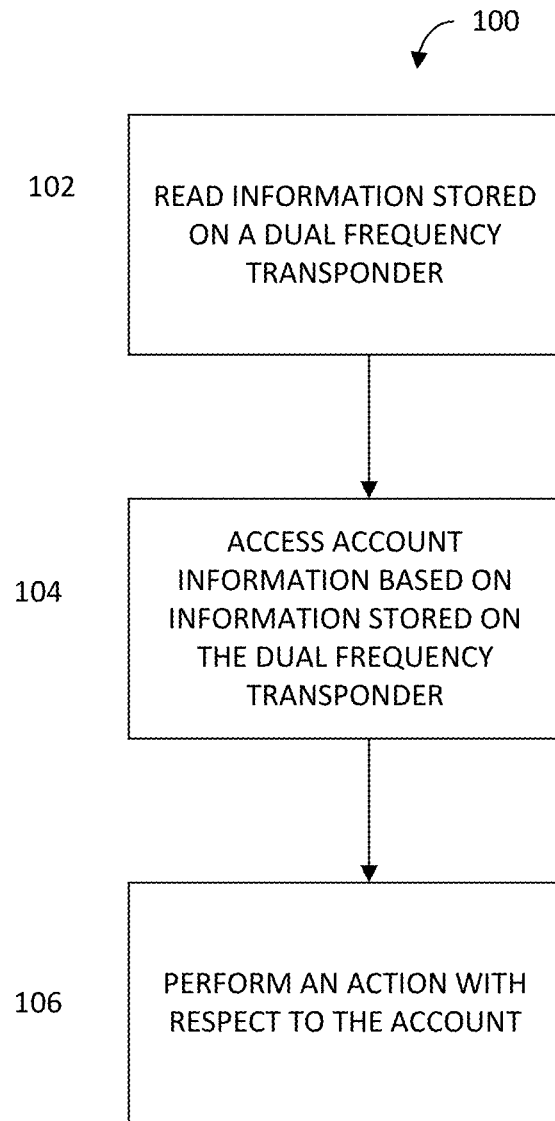 100
102
READ INFORMATION STORED
ON A DUAL FREQUENCY
TRANSPONDER
104
ACCESS ACCOUNT
INFORMATION BASED ON
INFORMATION STORED ON
THE DUAL FREQUENCY
TRANSPONDER
106
PERFORM AN ACTION WITH
RESPECT TO THE ACCOUNT